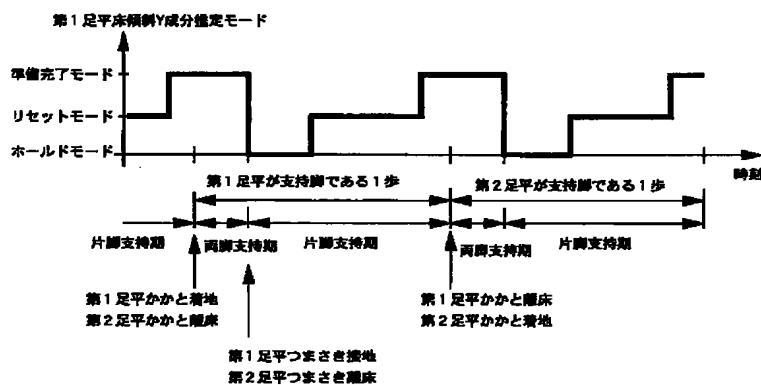 第1足平床傾斜Y成分推定モード
準備完了モード
リセットモード
ホールドモード
時刻
第1足平が支持脚である1歩
第2足平が支持脚である1歩
片脚支持期
両脚支持期
片脚支持期
両脚支持期
片脚支持期
第1足平かかと着地
第2足平かかと離床
第1足平かかと離床
第2足平かかと着地
第1足平つまさき接地
第2足平つまさき離床